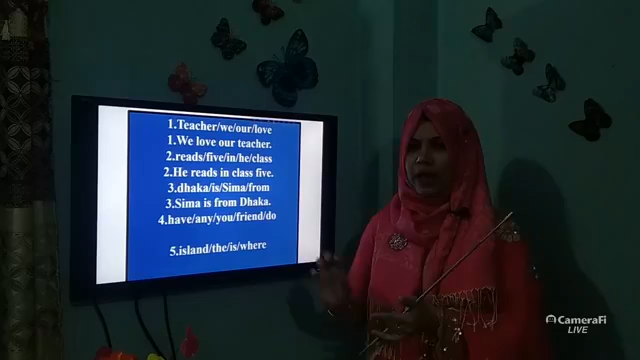 1.Teacher/we/our/love
1.We love our teacher.
2.reads/five/in/he/class
2.He reads in class five.
3.dhaka/is/Sima/from
3.Sima is from Dhaka.
4.have/any/you/friend/do
5.island/the/is/where
CameraFi
LIVE